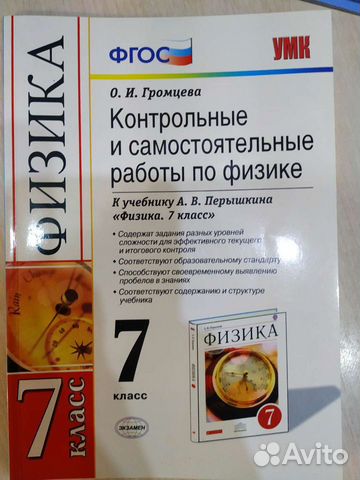 ФГОС
УМК
О. И. Громцева
Контрольные
и самостоятельные
работы по физике
К учебнику А. В. Перышкина
«Физика. 7 класс»
• Содержат задания разных уровней
сложности для эффективного текущего
и итогового контроля
• Соответствуют образовательному стандарту
• Способствуют своевременному выявлению
пробелов в знаниях
• Соответствуют содержанию и структуре
учебника
7
класс
ЭКЗАМЕН
ФИЗИКА
7
ФИЗИКА
7 класс
Avito